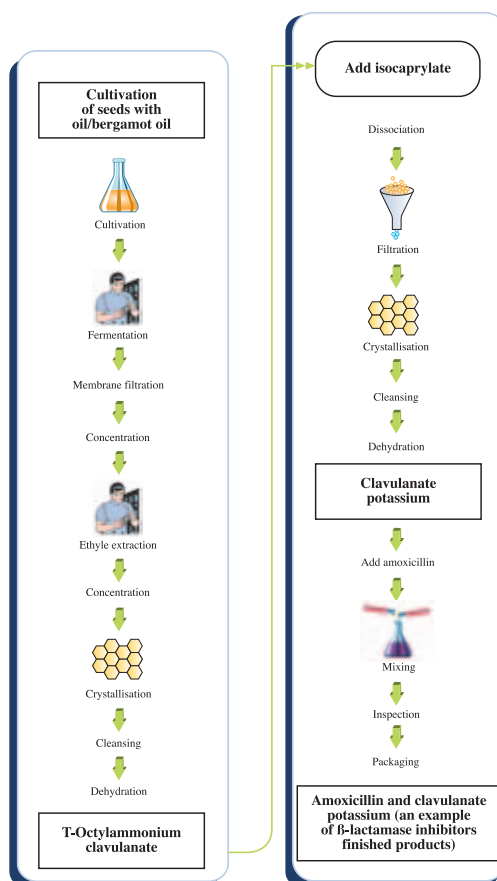 Cultivation
of seeds with
oil/bergamot oil
Cultivation
Fermentation
Membrane filtration
Concentration
Ethyle extraction
Concentration
Crystallisation
Cleansing
Dehydration
T-Octylammonium
clavulanate
Add isocaprylate
Dissociation
Filtration
Crystallisation
Cleansing
Dehydration
Clavulanate
potassium
Add amoxicillin
Mixing
Inspection
Packaging
Amoxicillin and clavulanate
potassium (an example
of ß-lactamase inhibitors
finished products)